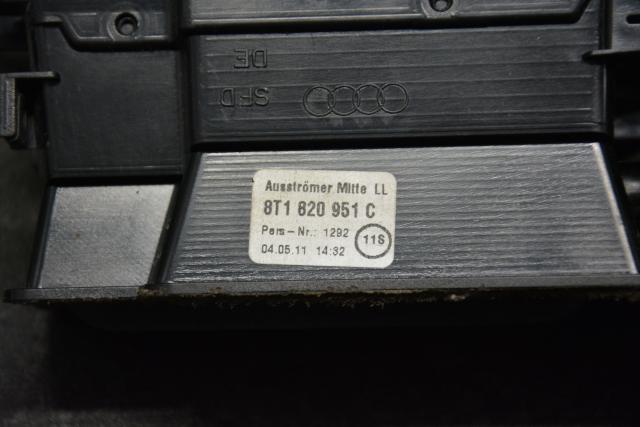 DE
SFD
Ausströmer Mitte LL
8T1 820 951 C
Pers-Nr.: 1292
04.05.11 14:32
11S